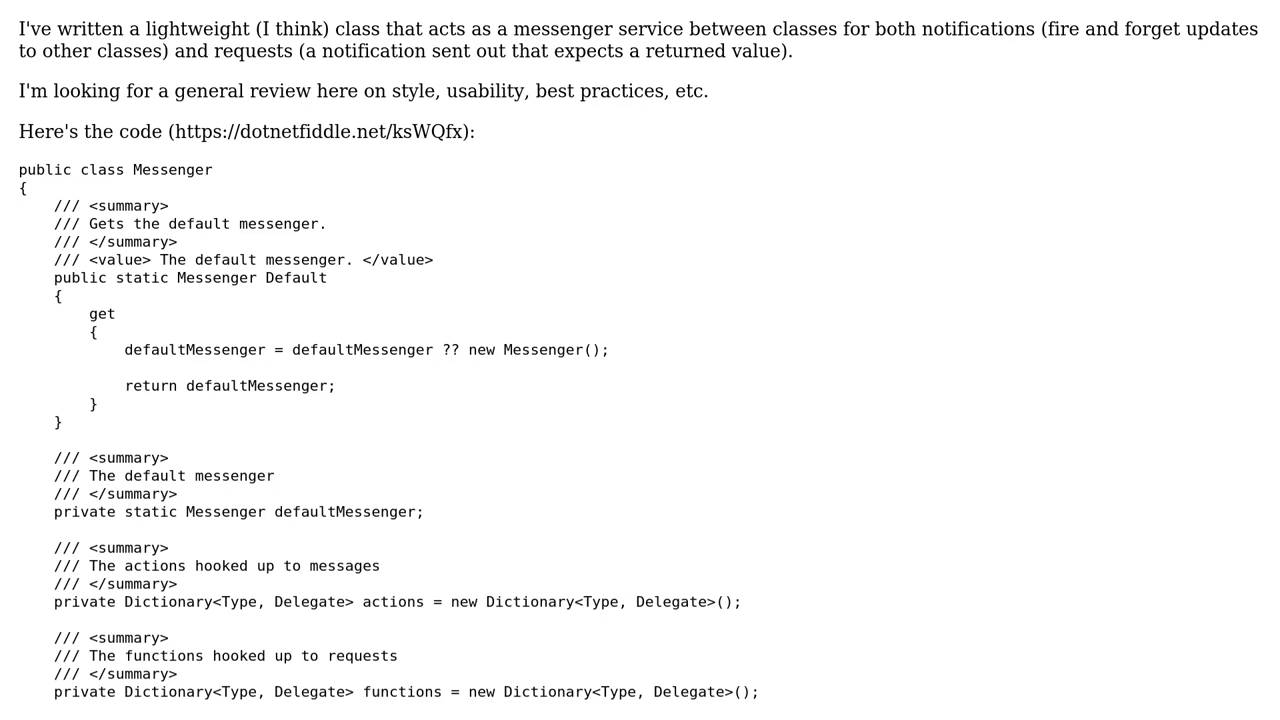 I've written a lightweight (I think) class that acts as a messenger service between classes for both notifications (fire and forget updates
to other classes) and requests (a notification sent out that expects a returned value).
I'm looking for a general review here on style, usability, best practices, etc.
Here's the code (https://dotnetfiddle.net/ksWQfx):
public class Messenger
{
    /// <summary>
    /// Gets the default messenger.
    /// </summary>
    /// <value> The default messenger. </value>
    public static Messenger Default
    {
        get
        {
            defaultMessenger = defaultMessenger ?? new Messenger();

            return defaultMessenger;
        }
    }

    /// <summary>
    /// The default messenger
    /// </summary>
    private static Messenger defaultMessenger;

    /// <summary>
    /// The actions hooked up to messages
    /// </summary>
    private Dictionary<Type, Delegate> actions = new Dictionary<Type, Delegate>();

    /// <summary>
    /// The functions hooked up to requests
    /// </summary>
    private Dictionary<Type, Delegate> functions = new Dictionary<Type, Delegate>();